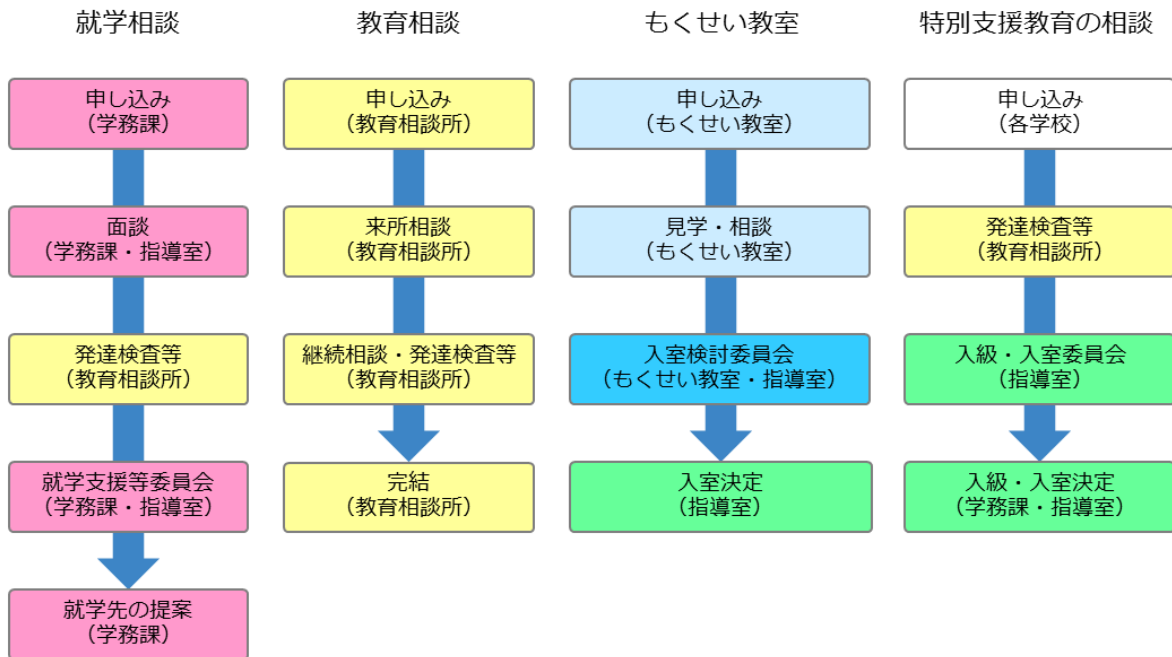 就学相談
申し込み
（学務課）
面談
（学務課・指導室）
発達検査等
（教育相談所）
就学支援等委員会
（学務課・指導室）
就学先の提案
（学務課）
教育相談
申し込み
（教育相談所）
来所相談
（教育相談所）
継続相談・発達検査等
（教育相談所）
完結
（教育相談所）
もくせい教室
申し込み
（もくせい教室）
見学・相談
（もくせい教室）
入室検討委員会
（もくせい教室・指導室）
入室決定
（指導室）
特別支援教育の相談
申し込み
（各学校）
発達検査等
（教育相談所）
入級・入室委員会
（指導室）
入級・入室決定
（学務課・指導室）